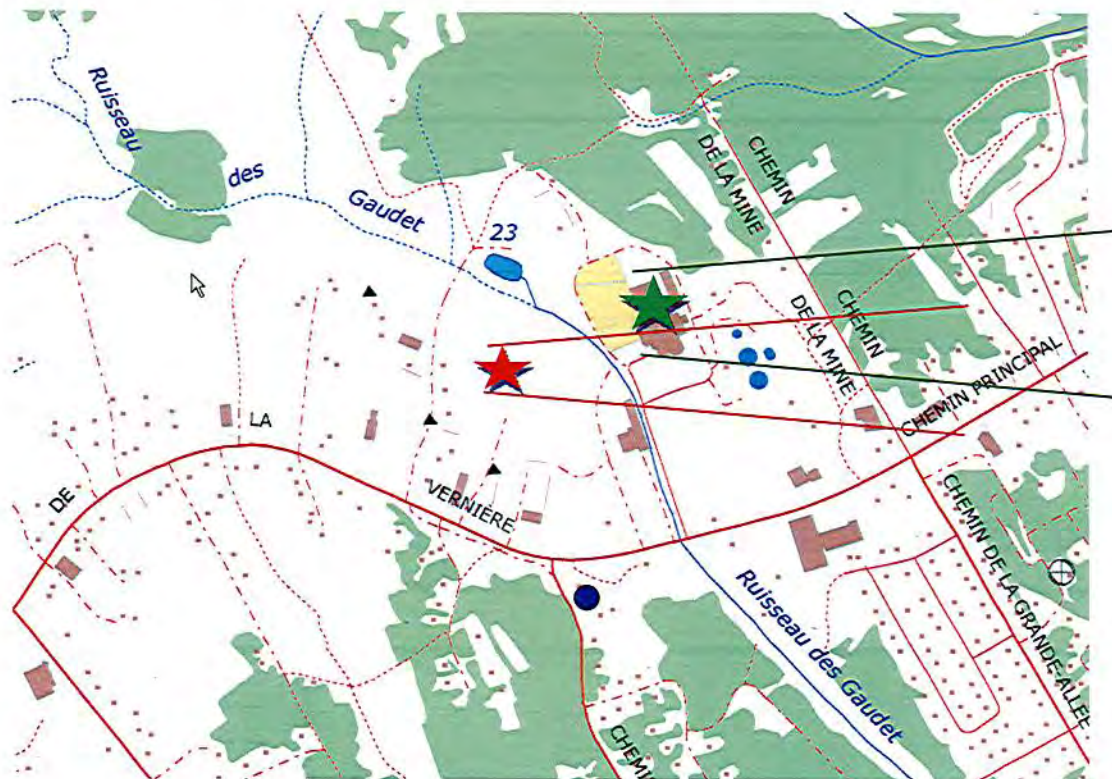 Ruisseau
des
Gaudet
23
CHEMIN
DE LA MINE
CHEMIN
DE LA MINE
CHEMIN PRINCIPAL
LA
DE
VERNIÈRE
CHEMIN DE LA GRANDE-ALLÉE
Ruisseau des Gaudet
CHEMI